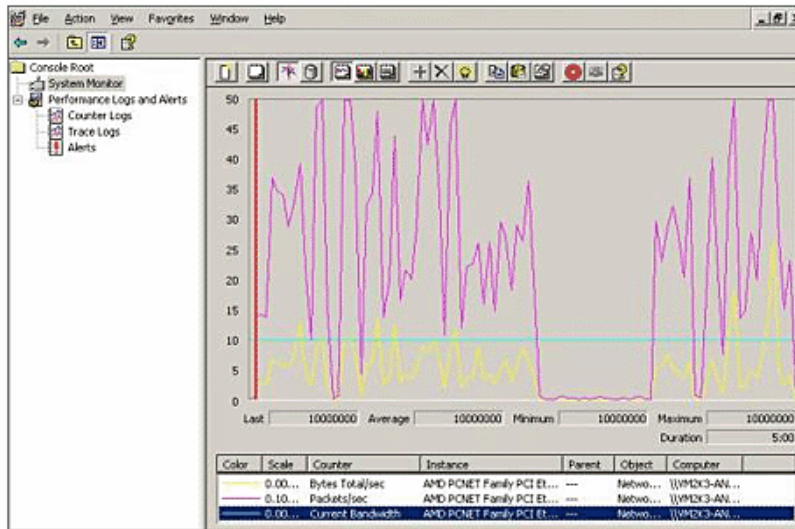 File Action View Favorites Window Help
Console Root
System Monitor
Performance Logs and Alerts
Counter Logs
Trace Logs
Alerts
50
45
40
35
30
25
20
15
10
5
0
Last 10000000 Average 10000000 Minimum 10000000 Maximum 10000000
Duration 5:00
Color Scale Counter Instance Parent Object Computer
0.00... Bytes Total/sec AMD PCNET Family PCI Et... --- Netwo... \\VM2K3-AN...
0.10... Packets/sec AMD PCNET Family PCI Et... --- Netwo... \\VM2K3-AN...
0.00... Current Bandwidth AMD PCNET Family PCI Et... --- Netwo... \\VM2K3-AN...